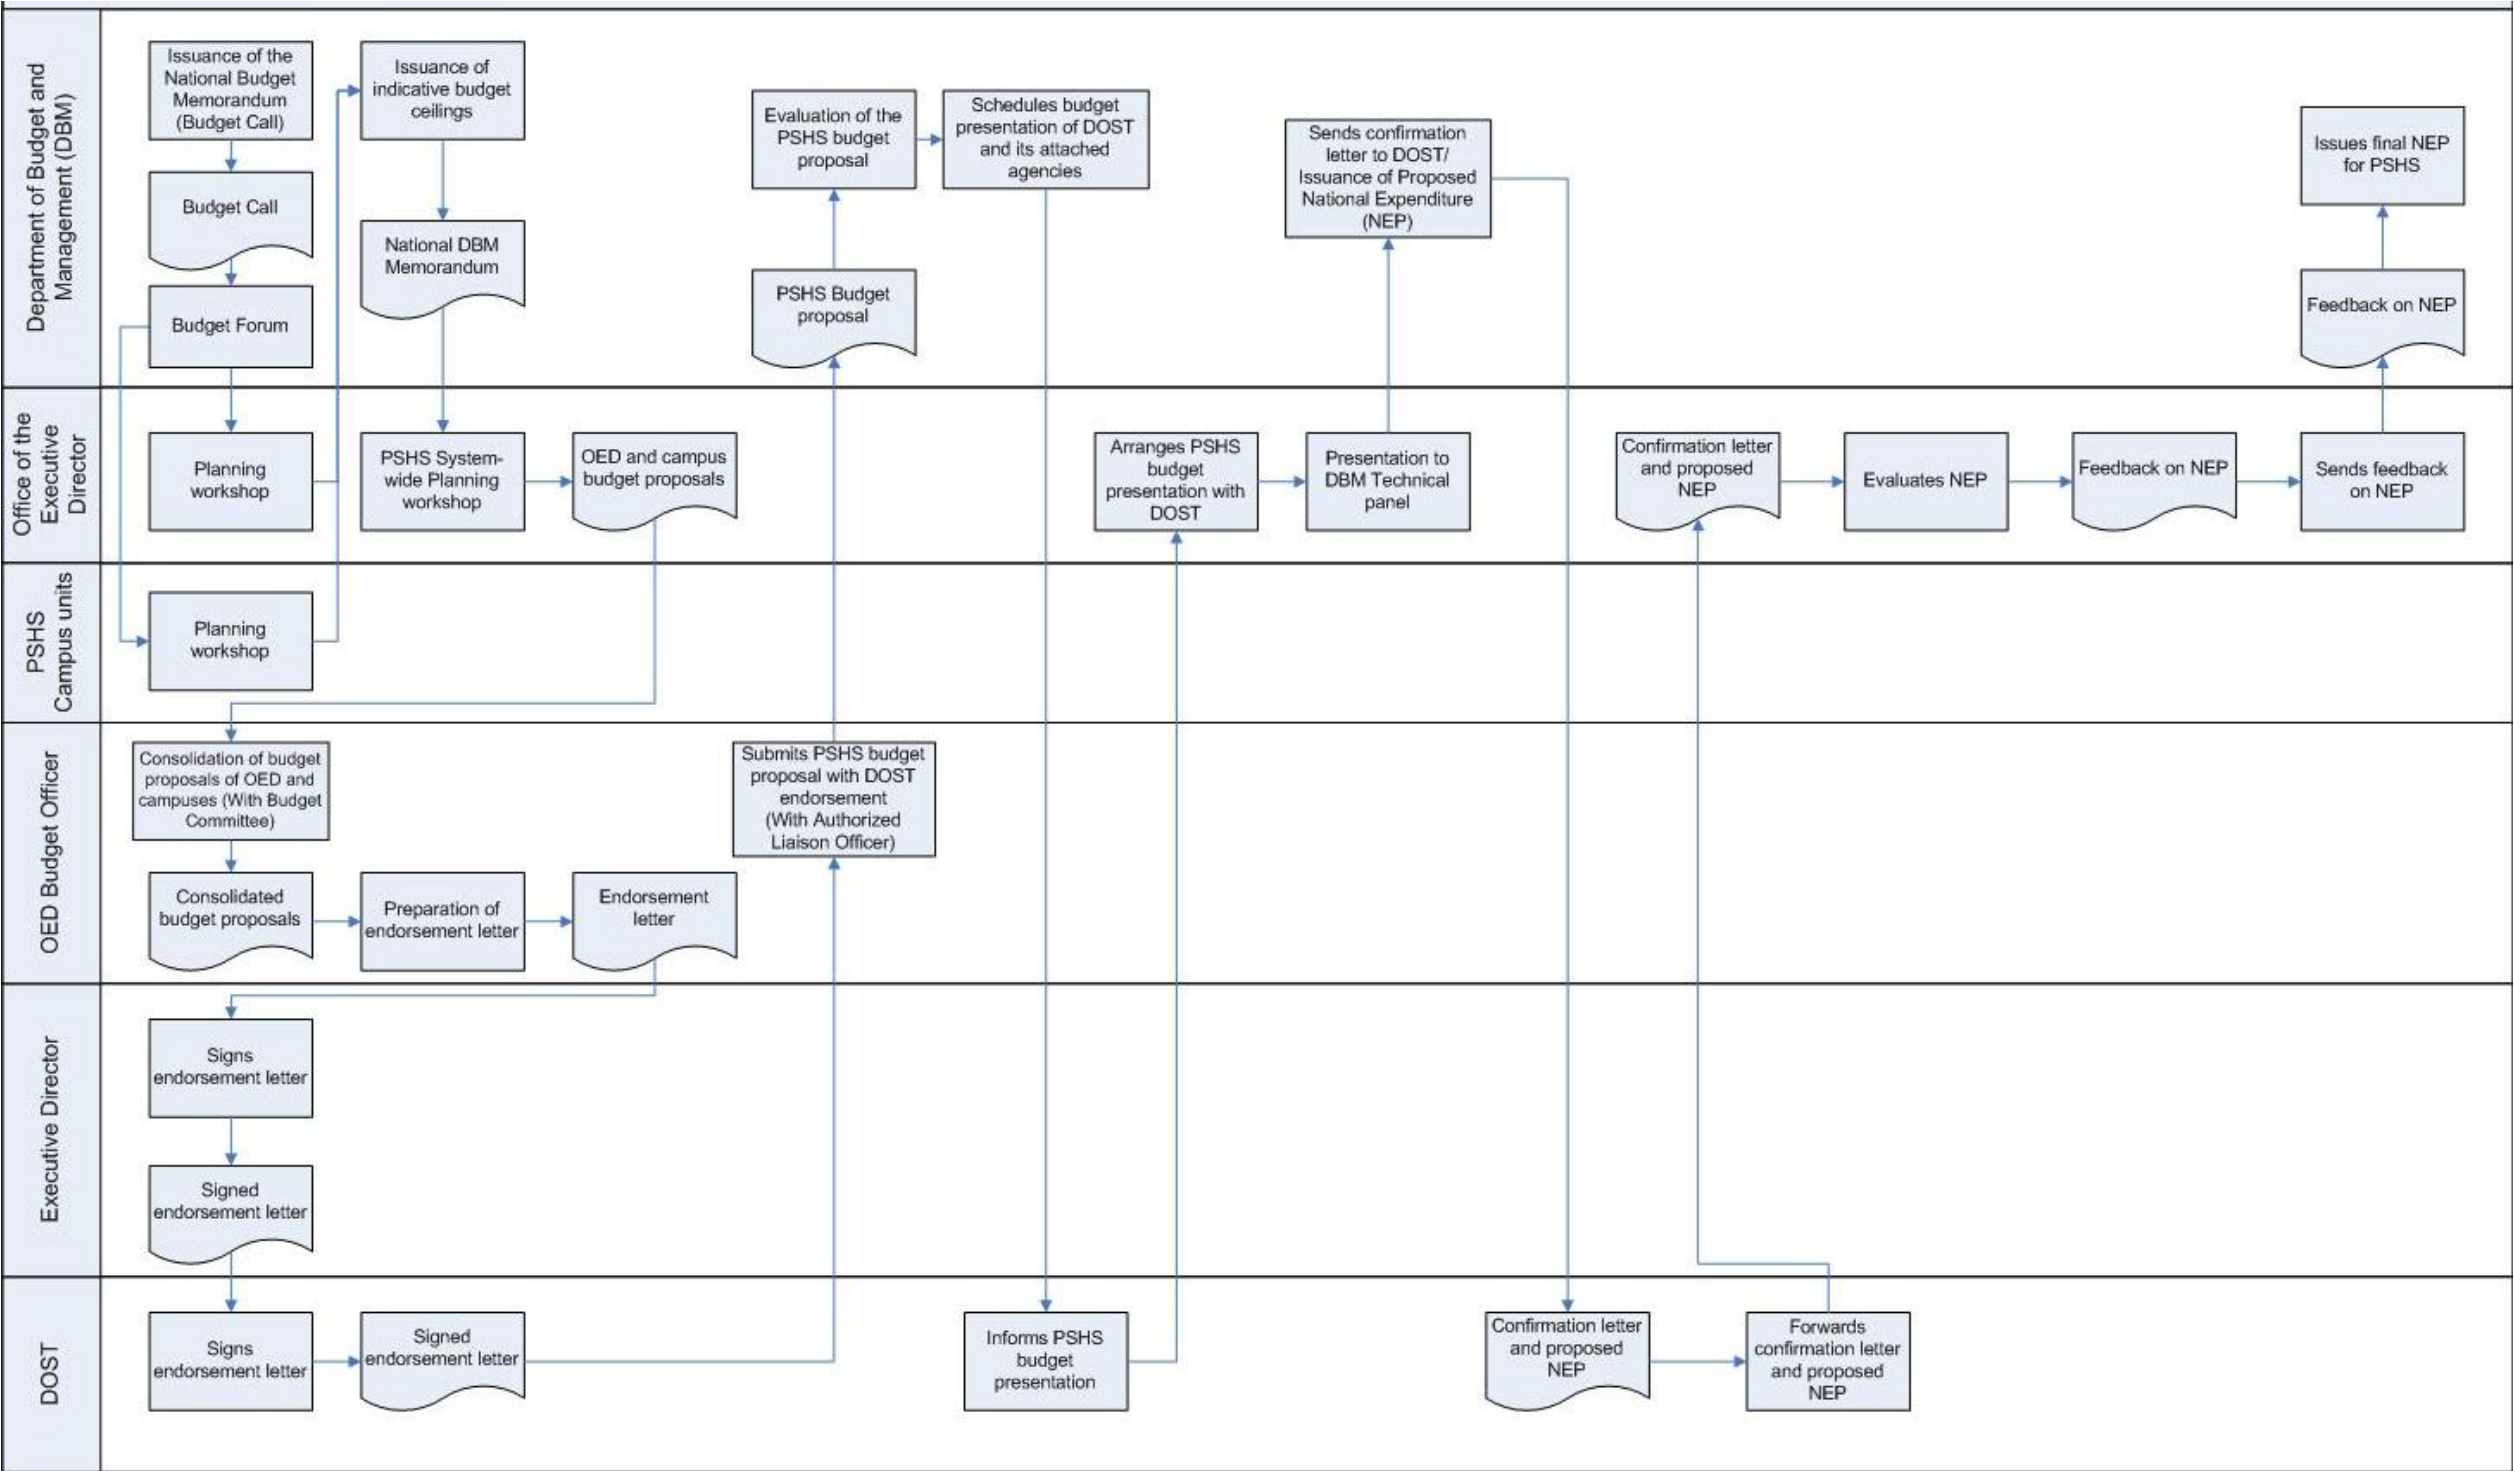 Department of Budget and
Management (DBM)
Issuance of the
National Budget
Memorandum
(Budget Call)
Budget Call
Budget Forum
Issuance of
indicative budget
ceilings
National DBM
Memorandum
Evaluation of the
PSHS budget
proposal
PSHS Budget
proposal
Schedules budget
presentation of DOST
and its attached
agencies
Sends confirmation
letter to DOST/
Issuance of Proposed
National Expenditure
(NEP)
Issues final NEP
for PSHS
Feedback on NEP
Office of the
Executive
Director
Planning
workshop
PSHS System-
wide Planning
workshop
OED and campus
budget proposals
Arranges PSHS
budget
presentation with
DOST
Presentation to
DBM Technical
panel
Confirmation letter
and proposed
NEP
Evaluates NEP
Feedback on NEP
Sends feedback
on NEP
PSHS
Campus units
Planning
workshop
OED Budget Officer
Consolidation of budget
proposals of OED and
campuses (With Budget
Committee)
Consolidated
budget proposals
Preparation of
endorsement letter
Endorsement
letter
Submits PSHS budget
proposal with DOST
endorsement
(With Authorized
Liaison Officer)
Executive Director
Signs
endorsement letter
Signed
endorsement letter
DOST
Signs
endorsement letter
Signed
endorsement letter
Informs PSHS
budget
presentation
Confirmation letter
and proposed
NEP
Forwards
confirmation letter
and proposed
NEP